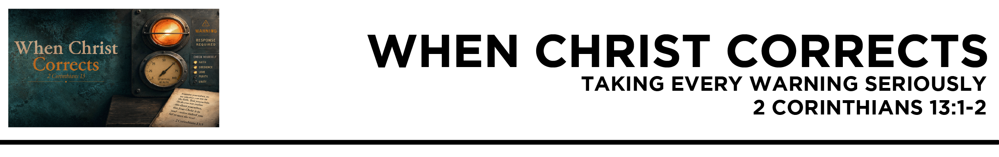 When Christ
Corrects
2 Corinthians 13
WARNING
RESPONSE
REQUIRED
CHECK YOURSELF
FAITH
OBEDIENCE
LOVE
PURITY
UNITY
0
25
50
75
75
100
SPIRITUAL
HEALTH
Examine yourselves, to
see whether you are in
the faith. Test yourselves.
Or do you not realize
this about yourselves,
that Jesus Christ is in
you?—unless indeed you
fail to meet the test!
– 2 Corinthians 13:5
WHEN CHRIST CORRECTS
TAKING EVERY WARNING SERIOUSLY
2 CORINTHIANS 13:1-2